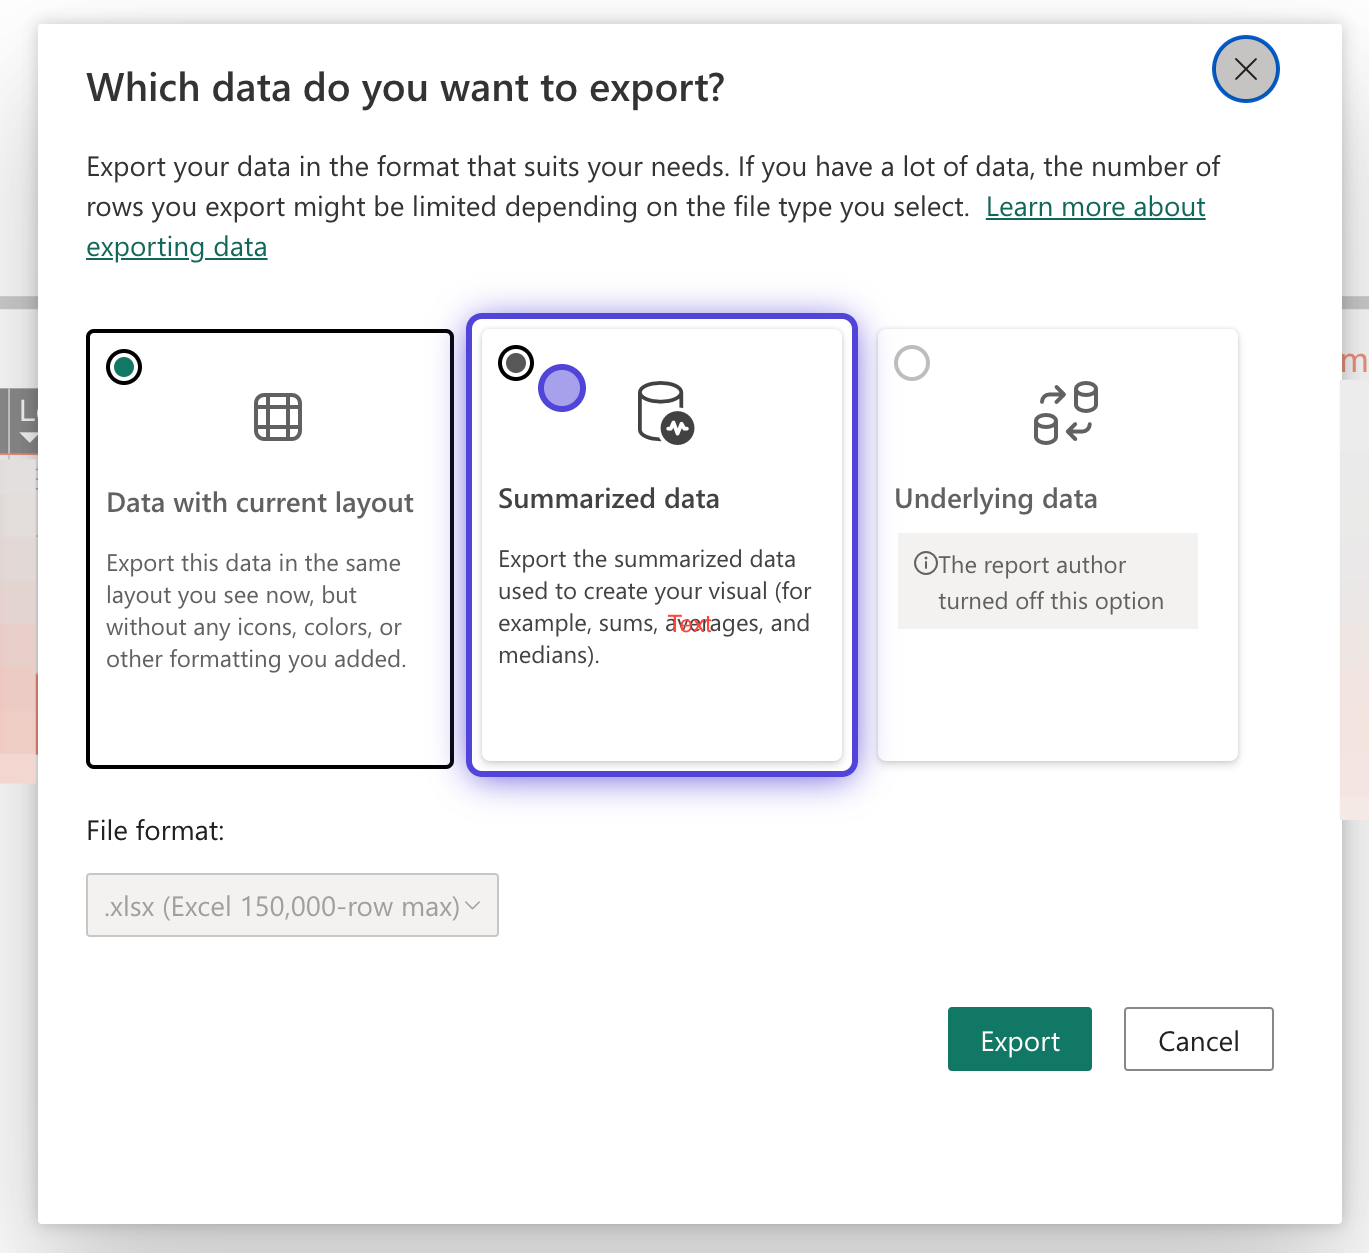 Which data do you want to export?
Export your data in the format that suits your needs. If you have a lot of data, the number of
rows you export might be limited depending on the file type you select. Learn more about
exporting data
Data with current layout
Export this data in the same
layout you see now, but
without any icons, colors, or
other formatting you added.
Summarized data
Export the summarized data
used to create your visual (for
example, sums, averages, and
medians).
Text
Underlying data
The report author
turned off this option
File format:
.xlsx (Excel 150,000-row max)
Export
Cancel